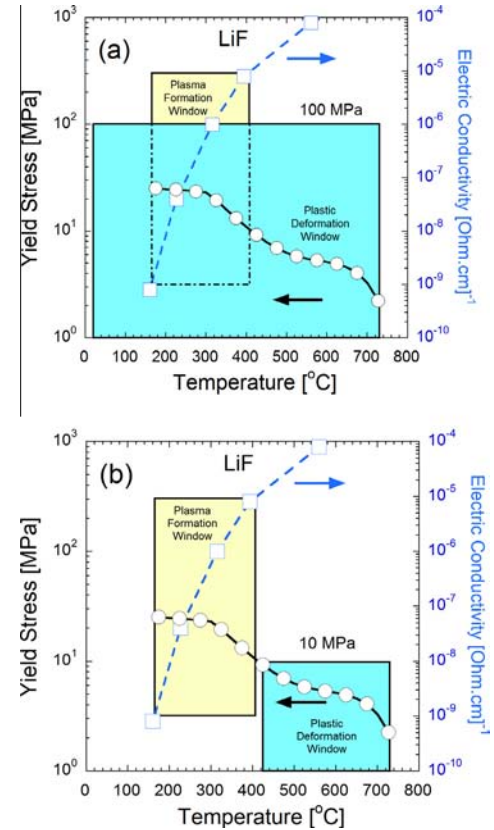 (a)
LiF
Plasma
Formation
Window
100 MPa
Plastic
Deformation
Window
Yield Stress [MPa]
10³
10²
10¹
10⁰
Electric Conductivity [Ohm.cm]⁻¹
10⁻⁴
10⁻⁵
10⁻⁶
10⁻⁷
10⁻⁸
10⁻⁹
10⁻¹⁰
0 100 200 300 400 500 600 700 800
Temperature [°C]
(b)
LiF
Plasma
Formation
Window
10 MPa
Plastic
Deformation
Window
Yield Stress [MPa]
10³
10²
10¹
10⁰
Electric Conductivity [Ohm.cm]⁻¹
10⁻⁴
10⁻⁵
10⁻⁶
10⁻⁷
10⁻⁸
10⁻⁹
10⁻¹⁰
0 100 200 300 400 500 600 700 800
Temperature [°C]